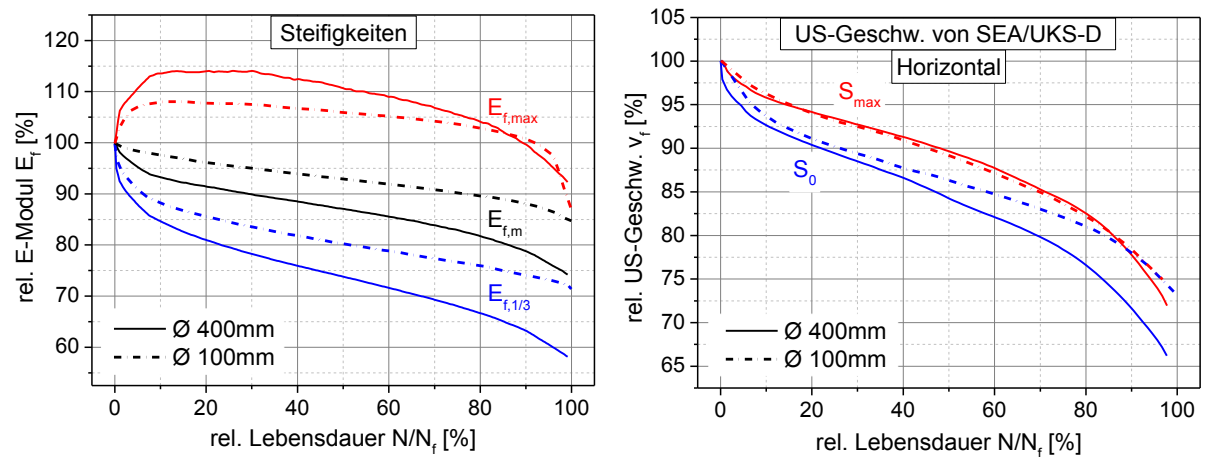 Steifigkeiten
rel. E-Modul E_f [%]
120
110
100
90
80
70
60
E_f,max
E_f,m
E_f,1/3
Ø 400mm
Ø 100mm
0 20 40 60 80 100
rel. Lebensdauer N/N_f [%]
US-Geschw. von SEA/UKS-D
Horizontal
rel. US-Geschw. v_f [%]
105
100
95
90
85
80
75
70
65
S_max
S_0
Ø 400mm
Ø 100mm
0 20 40 60 80 100
rel. Lebensdauer N/N_f [%]